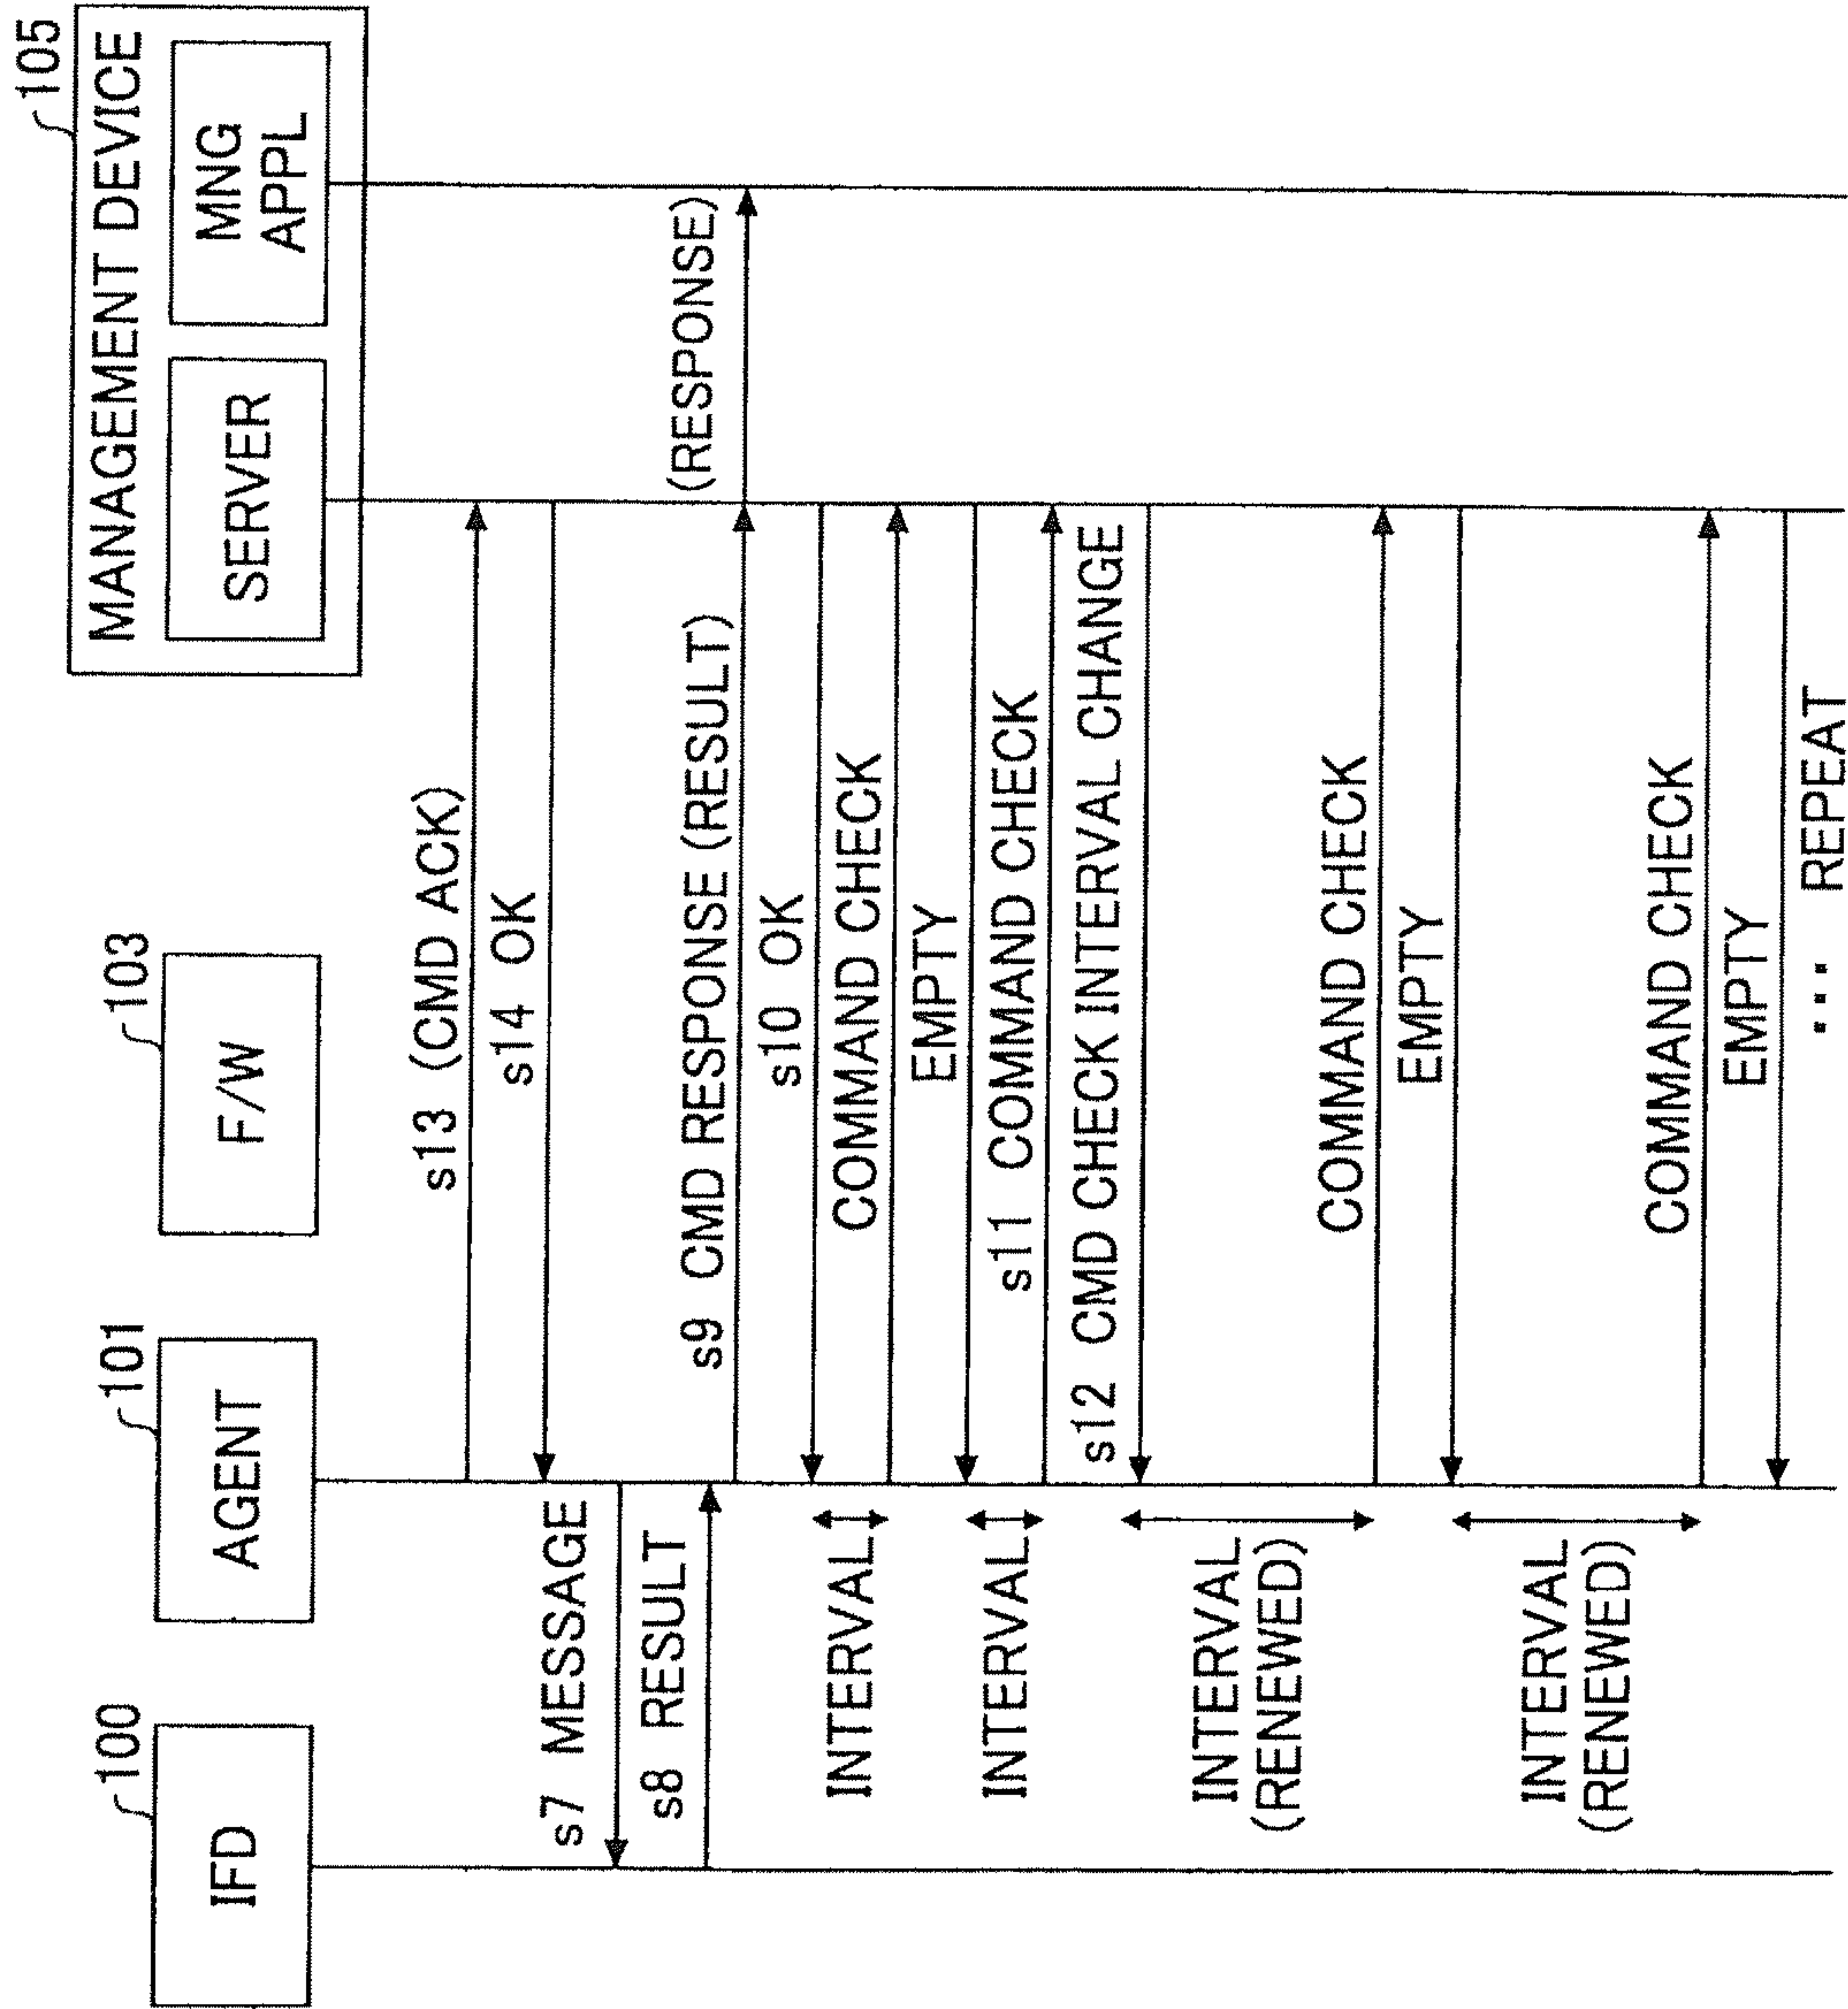 IFD
100
AGENT
101
F/W
103
MANAGEMENT DEVICE
105
SERVER
MNG
APPL
s13 (CMD ACK)
s14 OK
s7 MESSAGE
s8 RESULT
s9 CMD RESPONSE (RESULT)
(RESPONSE)
s10 OK
INTERVAL
COMMAND CHECK
EMPTY
INTERVAL
s11 COMMAND CHECK
s12 CMD CHECK INTERVAL CHANGE
INTERVAL
(RENEWED)
COMMAND CHECK
EMPTY
INTERVAL
(RENEWED)
COMMAND CHECK
EMPTY
... REPEAT